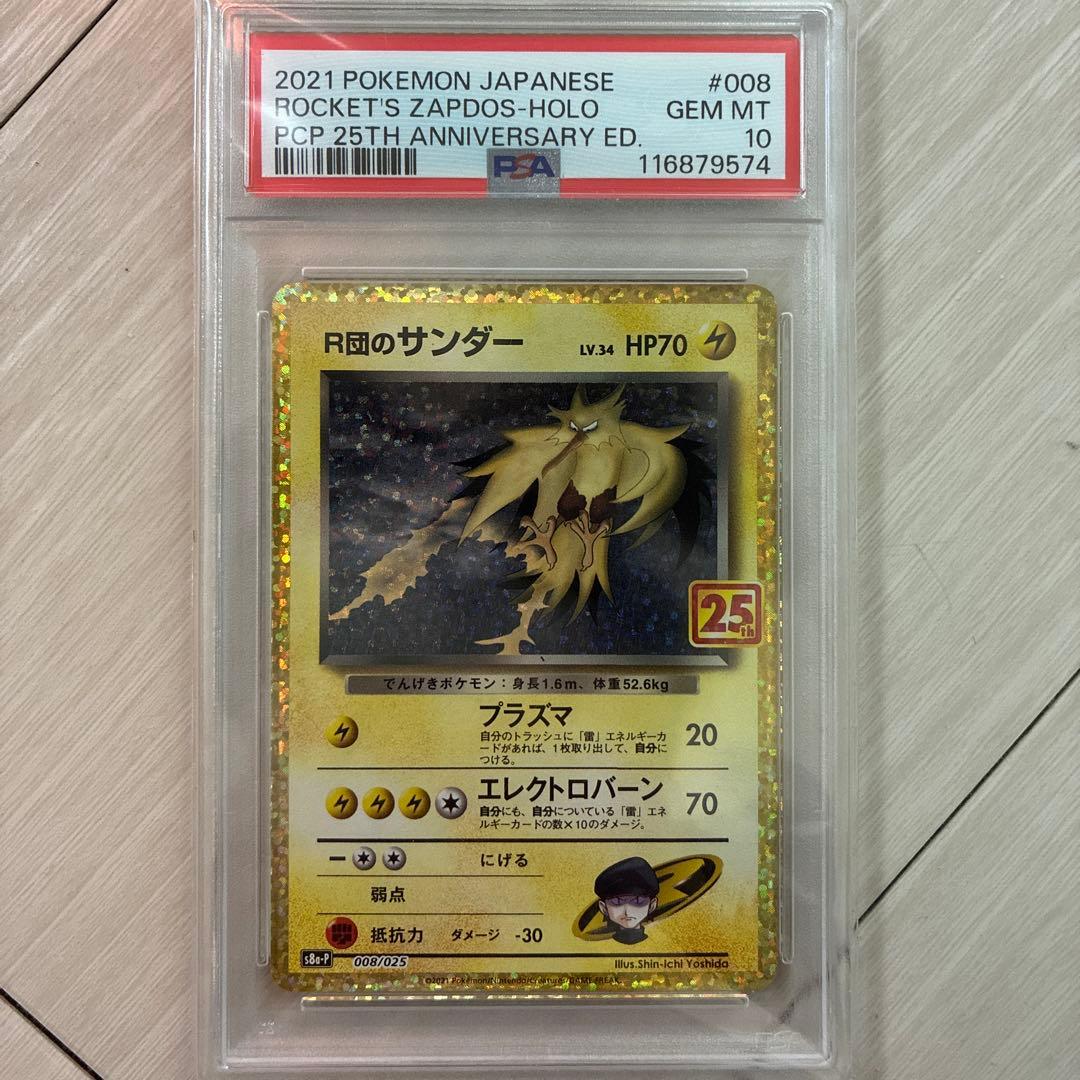 2021 POKEMON JAPANESE #008
ROCKET'S ZAPDOS-HOLO GEM MT
PCP 25TH ANNIVERSARY ED. 10
PSA 116879574
R団のサンダー LV.34 HP70
25th
でんげきポケモン：身長1.6m、体重52.6kg
プラズマ 20
自分のトラッシュに「雷」エネルギーカ
ードがあれば、1枚取り出して、自分に
つける。
エレクトロバーン 70
自分にも、自分についている「雷」エネ
ルギーカードの数×10のダメージ。
にげる
弱点
抵抗力 ダメージ -30
s8a-P 008/025 Illus.Shin-ichi Yoshida
©2021 Pokémon/Nintendo/Creatures/GAME FREAK.